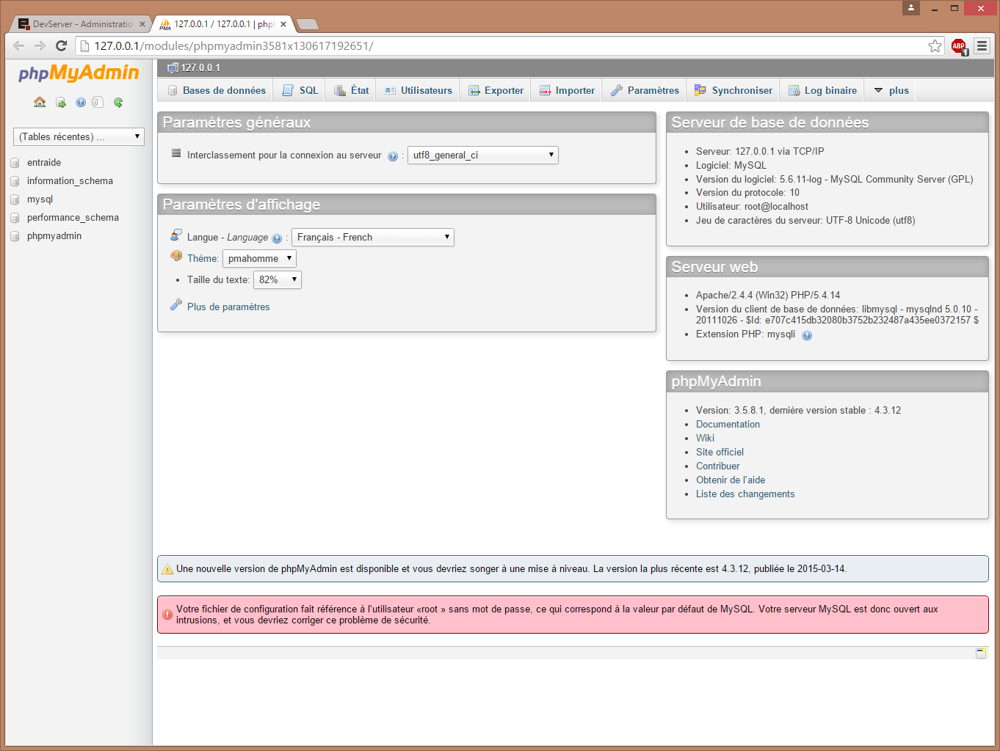 DevServer - Administratio
127.0.0.1 / 127.0.0.1 | phpl
127.0.0.1/modules/phpmyadmin3581x130617192651/
ABP
1
phpMyAdmin
(Tables récentes) ...
entraide
information_schema
mysql
performance_schema
phpmyadmin
127.0.0.1
Bases de données
SQL
État
Utilisateurs
Exporter
Importer
Paramètres
Synchroniser
Log binaire
plus
Paramètres généraux
Interclassement pour la connexion au serveur : utf8_general_ci
Paramètres d'affichage
Langue - Language : Français - French
Thème: pmahomme
Taille du texte: 82%
Plus de paramètres
Serveur de base de données
Serveur: 127.0.0.1 via TCP/IP
Logiciel: MySQL
Version du logiciel: 5.6.11-log - MySQL Community Server (GPL)
Version du protocole: 10
Utilisateur: root@localhost
Jeu de caractères du serveur: UTF-8 Unicode (utf8)
Serveur web
Apache/2.4.4 (Win32) PHP/5.4.14
Version du client de base de données: libmysql - mysqlnd 5.0.10 -
20111026 - $Id: e707c415db32080b3752b232487a435ee0372157 $
Extension PHP: mysqli
phpMyAdmin
Version: 3.5.8.1, dernière version stable : 4.3.12
Documentation
Wiki
Site officiel
Contribuer
Obtenir de l'aide
Liste des changements
Une nouvelle version de phpMyAdmin est disponible et vous devriez songer à une mise à niveau. La version la plus récente est 4.3.12, publiée le 2015-03-14.
Votre fichier de configuration fait référence à l'utilisateur «root » sans mot de passe, ce qui correspond à la valeur par défaut de MySQL. Votre serveur MySQL est donc ouvert aux
intrusions, et vous devriez corriger ce problème de sécurité.